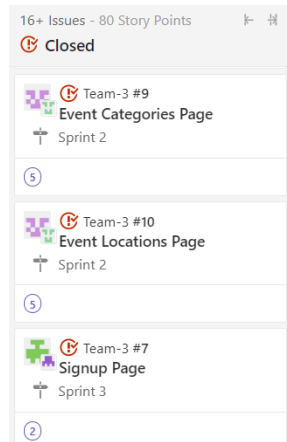 16+ Issues - 80 Story Points
Closed
Team-3 #9
Event Categories Page
Sprint 2
5
Team-3 #10
Event Locations Page
Sprint 2
5
Team-3 #7
Signup Page
Sprint 3
2